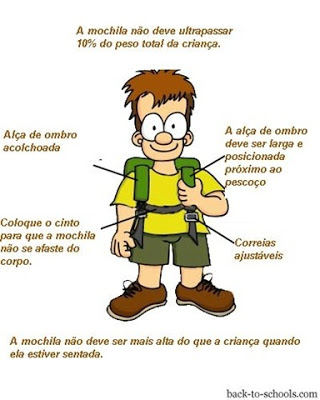 A mochila não deve ultrapassar
10% do peso total da criança.
Alça de ombro
acolchoada
A alça de ombro
deve ser larga e
posicionada
próximo ao
pescoço
Coloque o cinto
para que a mochila
não se afaste do
corpo.
Correias
ajustáveis
A mochila não deve ser mais alta do que a criança quando
ela estiver sentada.
back-to-schools.com